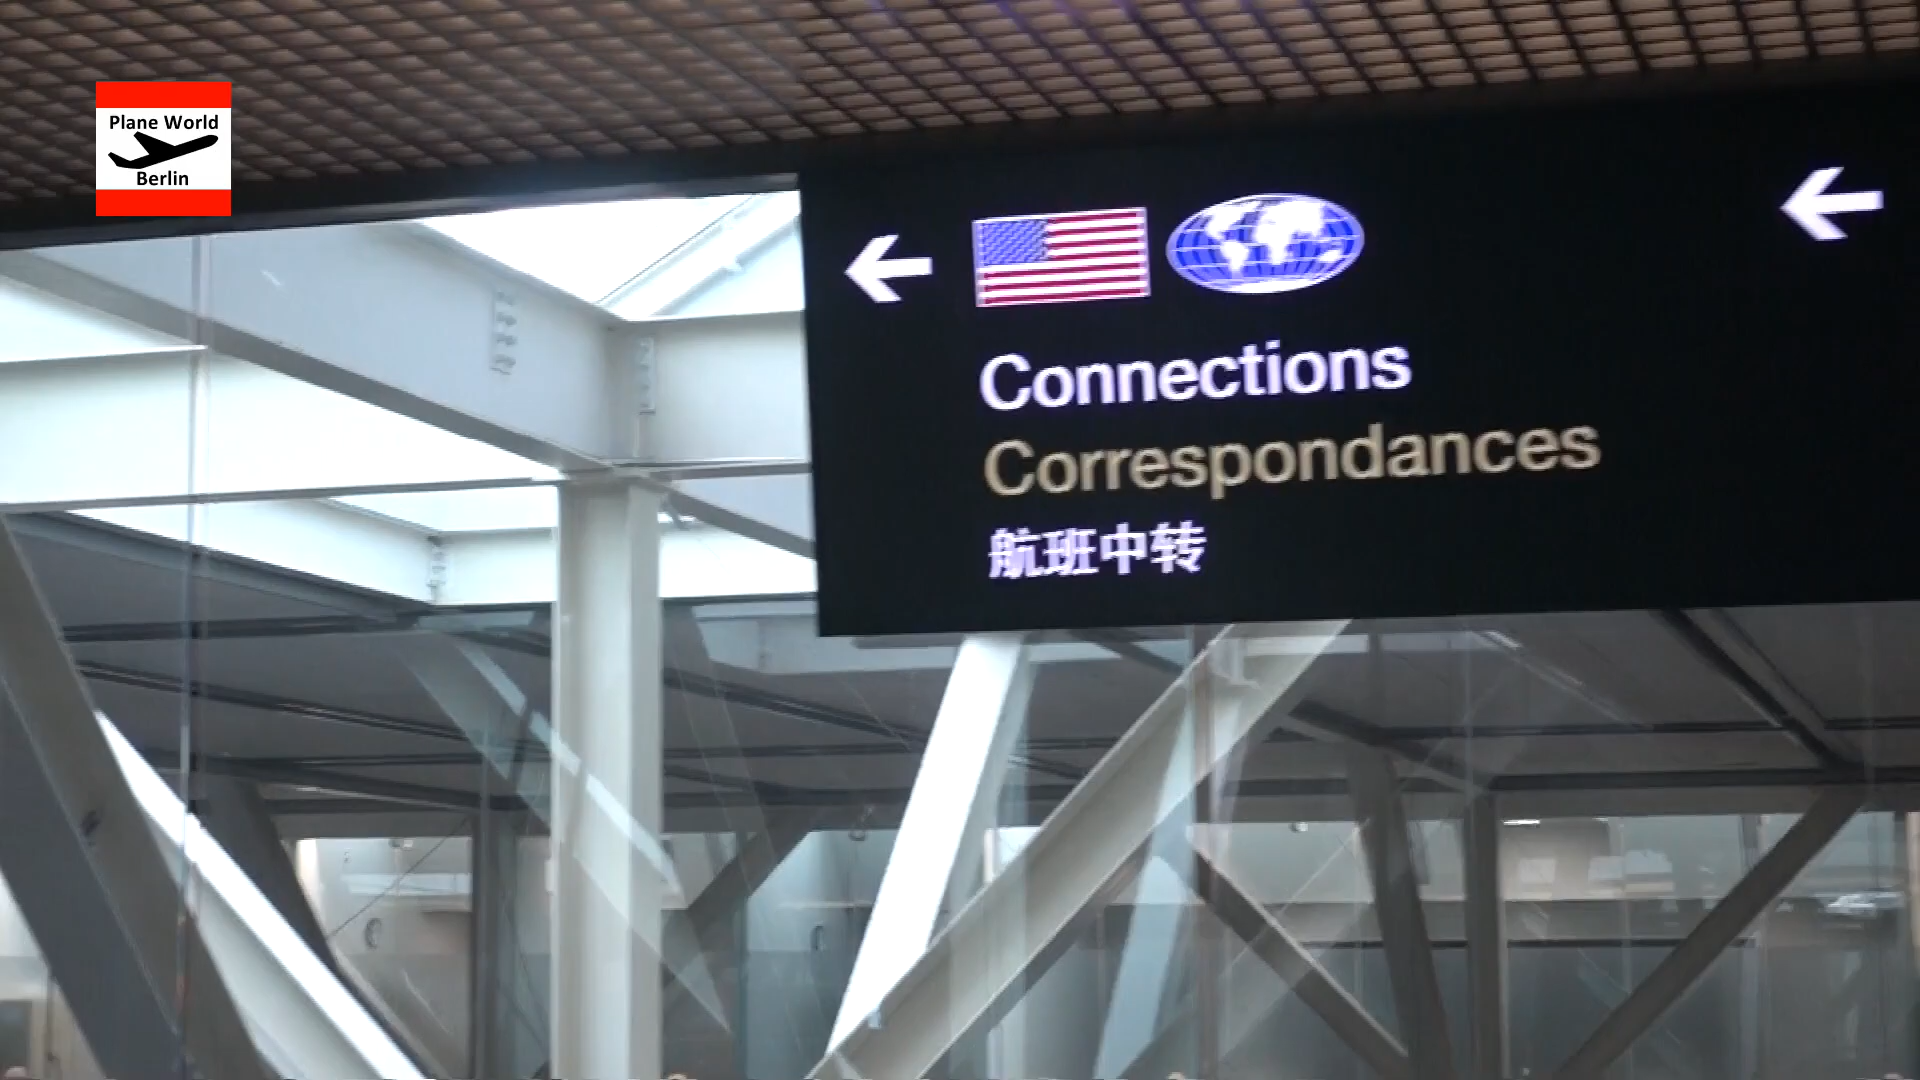 Plane World
Berlin
Connections
Correspondances
航班中转